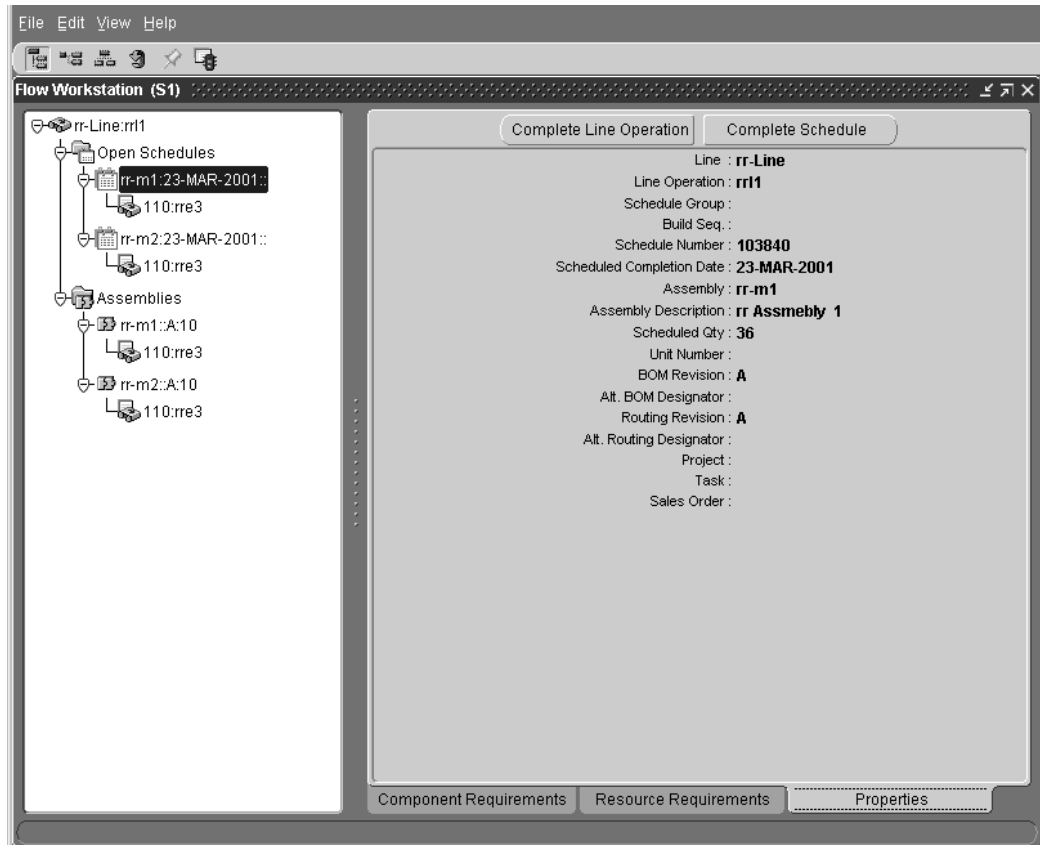 File Edit View Help
Flow Workstation (S1)
rr-Line:rrl1
Open Schedules
rr-m1:23-MAR-2001::
110:rre3
rr-m2:23-MAR-2001::
110:rre3
Assemblies
rr-m1::A:10
110:rre3
rr-m2::A:10
110:rre3
Complete Line Operation Complete Schedule
Line : rr-Line
Line Operation : rrl1
Schedule Group :
Build Seq. :
Schedule Number : 103840
Scheduled Completion Date : 23-MAR-2001
Assembly : rr-m1
Assembly Description : rr Assmebly 1
Scheduled Qty : 36
Unit Number :
BOM Revision : A
Alt. BOM Designator :
Routing Revision : A
Alt. Routing Designator :
Project :
Task :
Sales Order :
Component Requirements Resource Requirements Properties